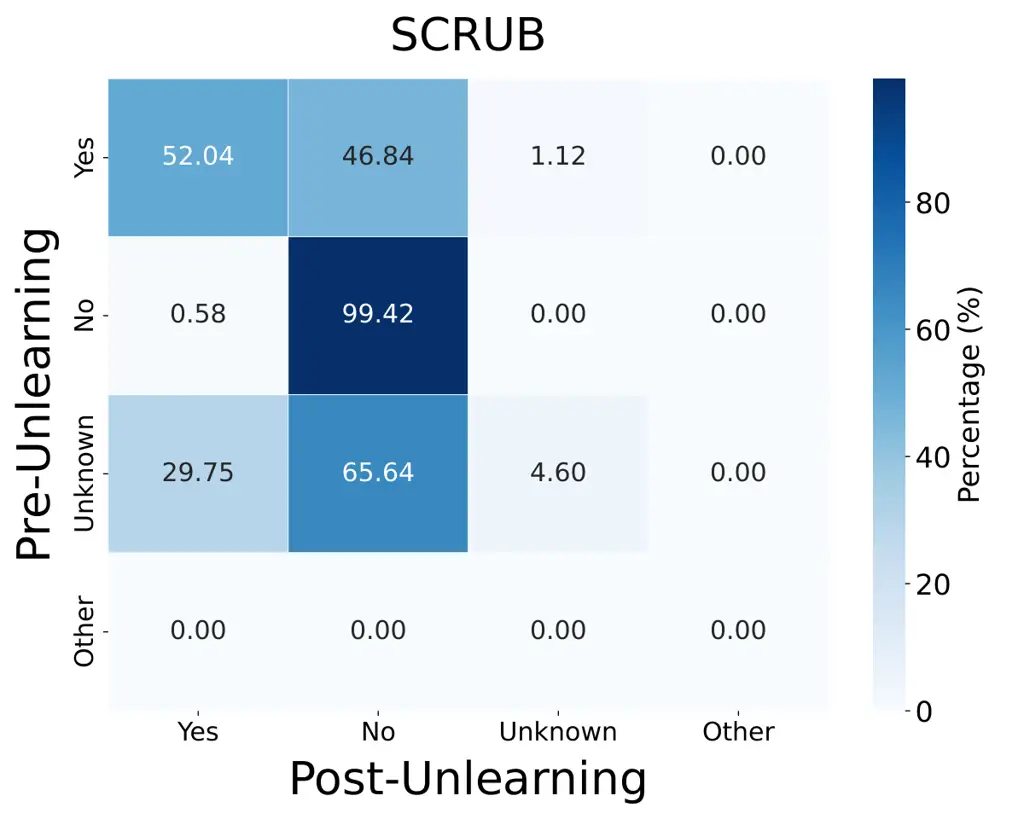 SCRUB
Pre-Unlearning
Yes
52.04 46.84 1.12 0.00
No
0.58 99.42 0.00 0.00
Unknown
29.75 65.64 4.60 0.00
Other
0.00 0.00 0.00 0.00
Yes No Unknown Other
Post-Unlearning
80
60
40
20
0
Percentage (%)